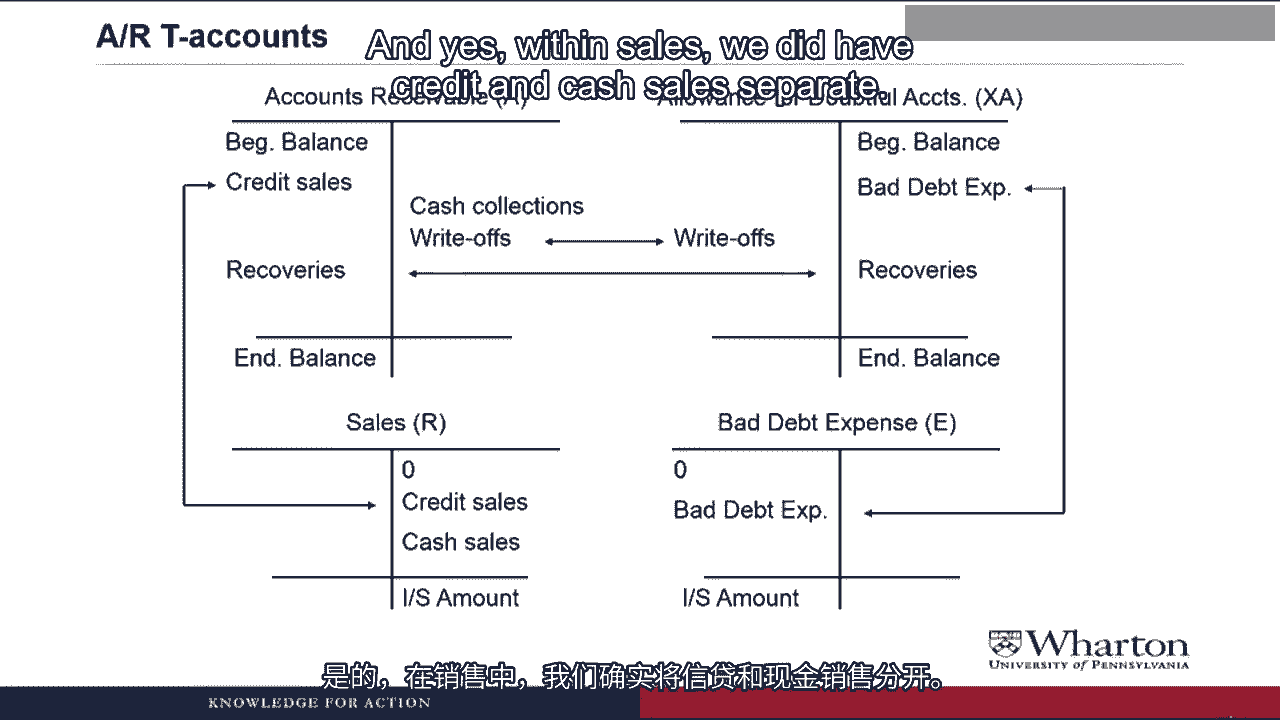 A/R T-accounts
And yes, within sales, we did have
credit and cash sales separate.
Accounts Receivable (A)
Allowance for Doubtful Accts. (XA)
Beg. Balance
Credit sales
Cash collections
Write-offs
Recoveries
End. Balance
Beg. Balance
Bad Debt Exp.
Write-offs
Recoveries
End. Balance
Sales (R)
0
Credit sales
Cash sales
I/S Amount
Bad Debt Expense (E)
0
Bad Debt Exp.
I/S Amount
Wharton
UNIVERSITY OF PENNSYLVANIA
是的，在销售中，我们确实将信贷和现金销售分开。
KNOWLEDGE FOR ACTION